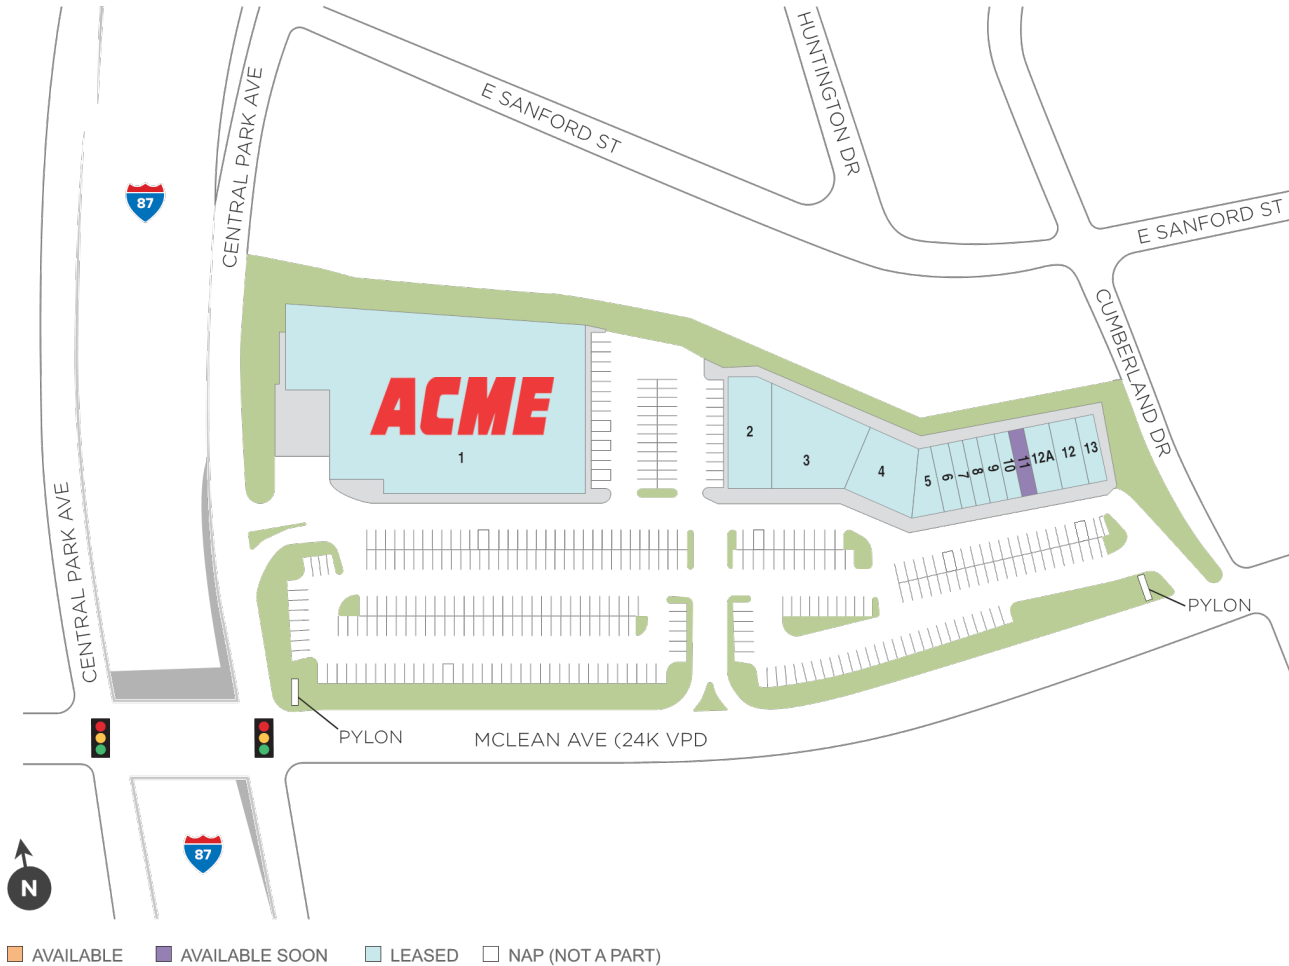 HUNTINGTON DR
E SANFORD ST
CENTRAL PARK AVE
87
E SANFORD ST
CUMBERLAND DR
ACME
1
2
3
4
5
6
7
8
9
10
11
12A
12
13
CENTRAL PARK AVE
PYLON
PYLON
MCLEAN AVE (24K VPD
87
N
AVAILABLE
AVAILABLE SOON
LEASED
NAP (NOT A PART)